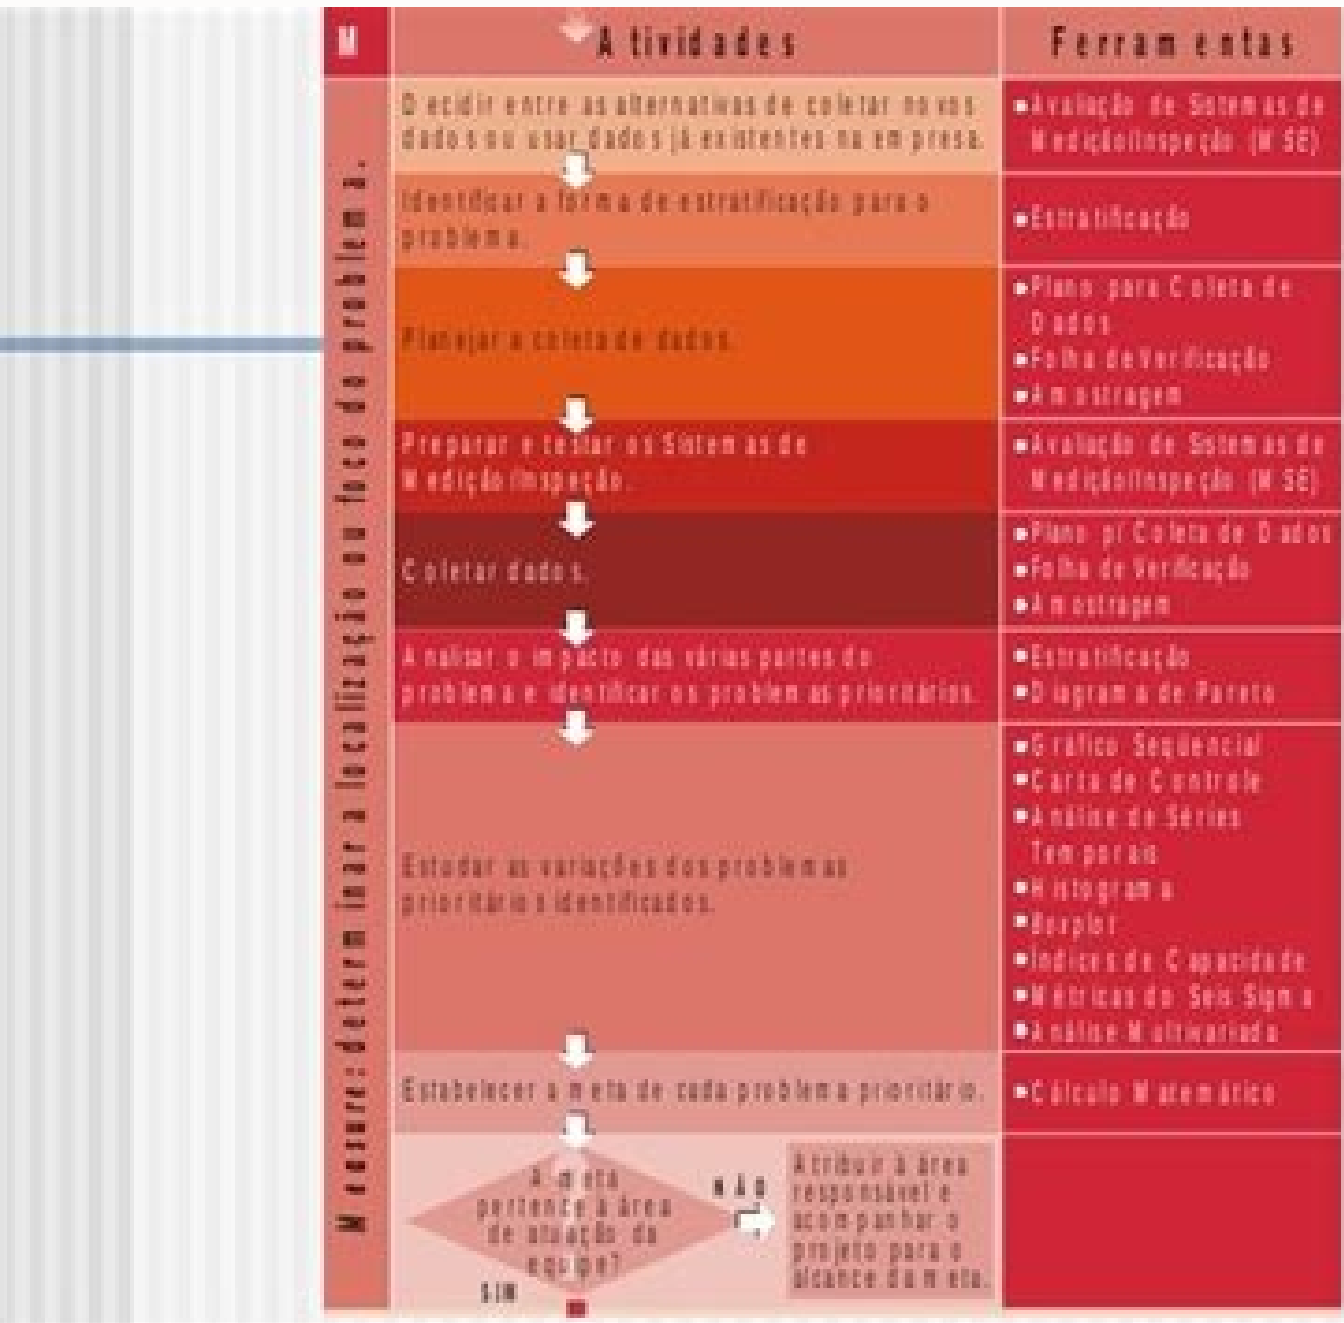 M
Atividades
Ferramentas
Measure: determinar a localização ou foco do problema.
Decidir entre as alternativas de coletar novos
dados ou usar dados já existentes na empresa.
●Avaliação de Sistemas de
Medição/Inspeção (MSE)
Identificar a forma de estratificação para o
problema.
●Estratificação
Planejar a coleta de dados.
●Plano para Coleta de
Dados
●Folha de Verificação
●Amostragem
Preparar e testar os Sistemas de
Medição/Inspeção.
●Avaliação de Sistemas de
Medição/Inspeção (MSE)
Coletar dados.
●Plano p/ Coleta de Dados
●Folha de Verificação
●Amostragem
Analisar o impacto das várias partes do
problema e identificar os problemas prioritários.
●Estratificação
●Diagrama de Pareto
Estudar as variações dos problemas
prioritários identificados.
●Gráfico Seqüencial
●Carta de Controle
●Análise de Séries
Temporais
●Histograma
●Boxplot
●Índices de Capacidade
●Métricas do Seis Sigma
●Análise Multivariada
Estabelecer a meta de cada problema prioritário.
●Cálculo Matemático
A meta
pertence à área
de atuação da
equipe?
NÃO
SIM
Atribuir à área
responsável e
acompanhar o
projeto para o
alcance da meta.